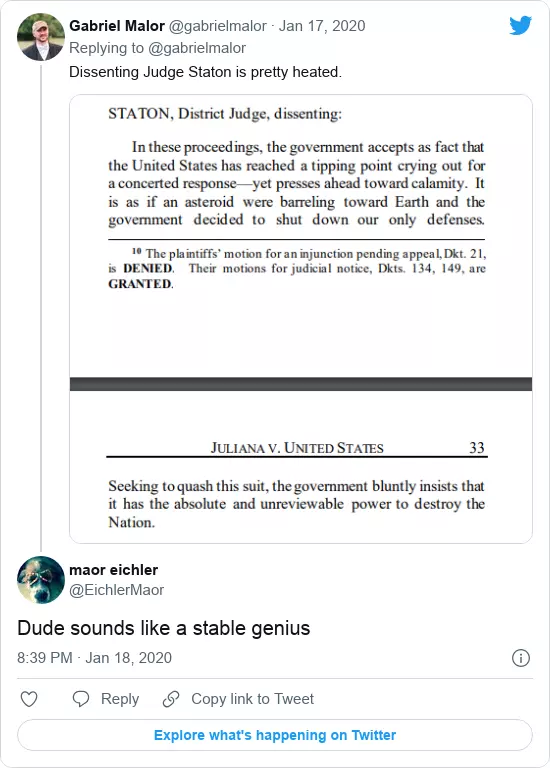 Gabriel Malor @gabrielmalor · Jan 17, 2020
Replying to @gabrielmalor
Dissenting Judge Staton is pretty heated.
STATON, District Judge, dissenting:
In these proceedings, the government accepts as fact that
the United States has reached a tipping point crying out for
a concerted response—yet presses ahead toward calamity. It
is as if an asteroid were barreling toward Earth and the
government decided to shut down our only defenses.
10 The plaintiffs' motion for an injunction pending appeal, Dkt. 21,
is DENIED. Their motions for judicial notice, Dkts. 134, 149, are
GRANTED.
JULIANA V. UNITED STATES 33
Seeking to quash this suit, the government bluntly insists that
it has the absolute and unreviewable power to destroy the
Nation.
maor eichler
@EichlerMaor
Dude sounds like a stable genius
8:39 PM · Jan 18, 2020
Reply Copy link to Tweet
Explore what's happening on Twitter